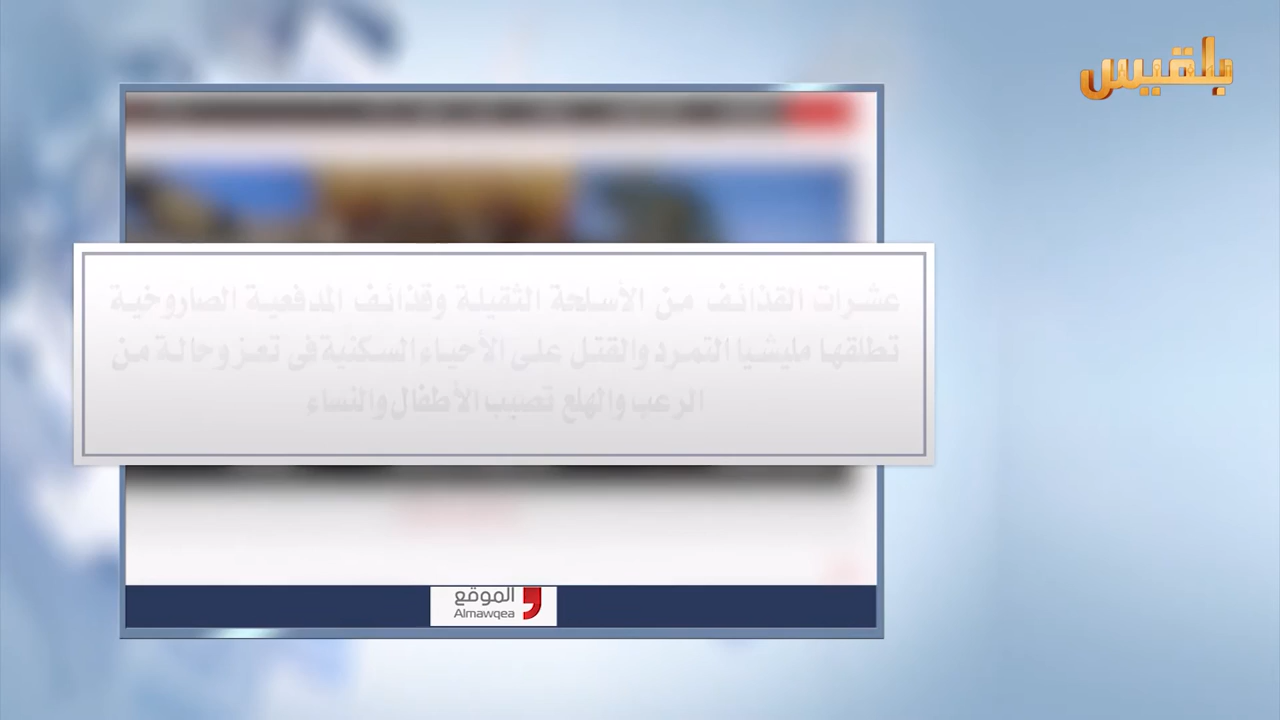 بلقيس
عشرات القذائف من الأسلحة الثقيلة وقذائف المدفعية الصاروخية
تطلقها مليشيا التمرد والقتل على الأحياء السكنية في تعز وحالة من
الرعب والهلع تصيب الأطفال والنساء
الموقع
Almawqea